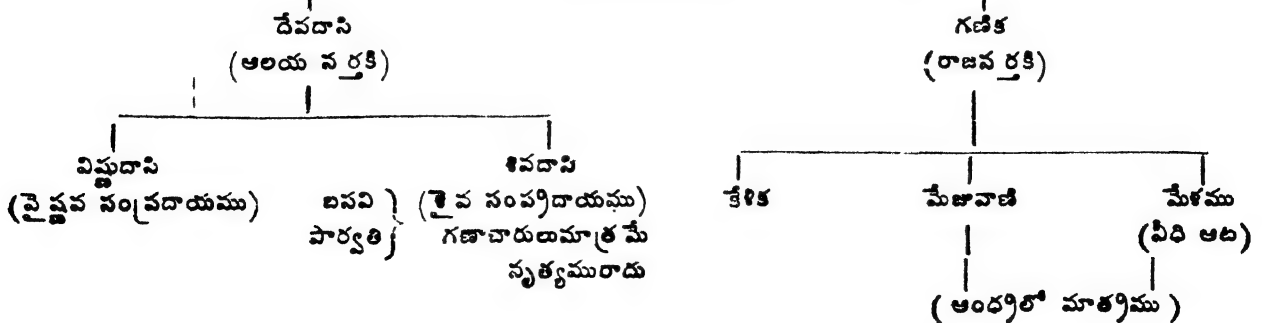 దేవదాసి గణిక
(ఆలయ నర్తకి) (రాజనర్తకి)
విష్ణుదాసి శివదాసి కేళిక మేజువాణి మేళము
(వైష్ణవ సంప్రదాయము) బసవి } (శైవ సంప్రదాయము) (వీధి ఆట)
పార్వతి } గణాచారులుమాత్రమే
నృత్యమురాదు
(ఆంధ్రలో మాత్రము)